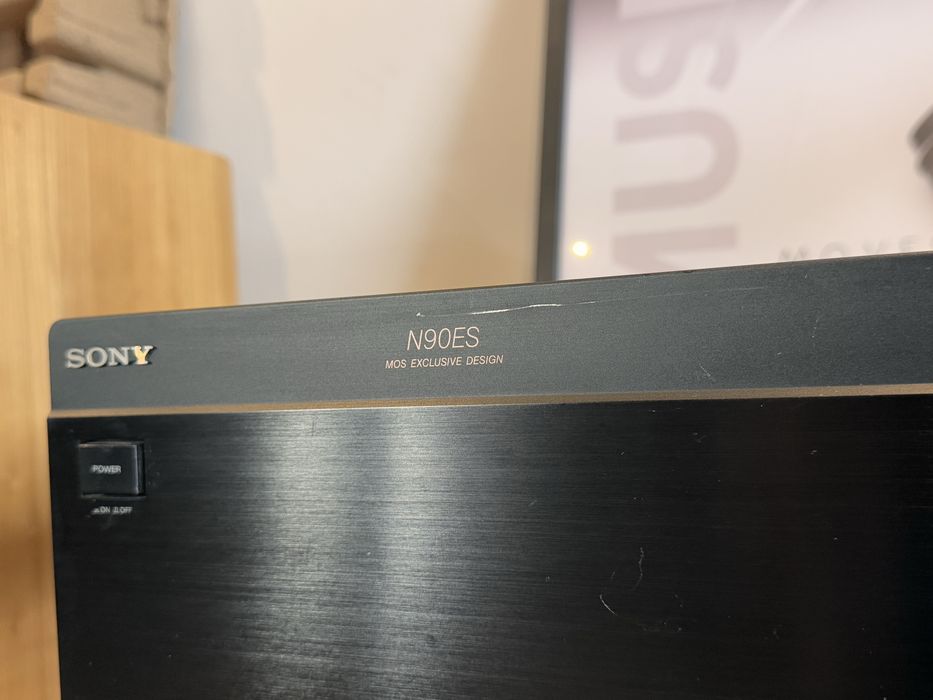 SONY
N90ES
MOS EXCLUSIVE DESIGN
POWER
ON OFF